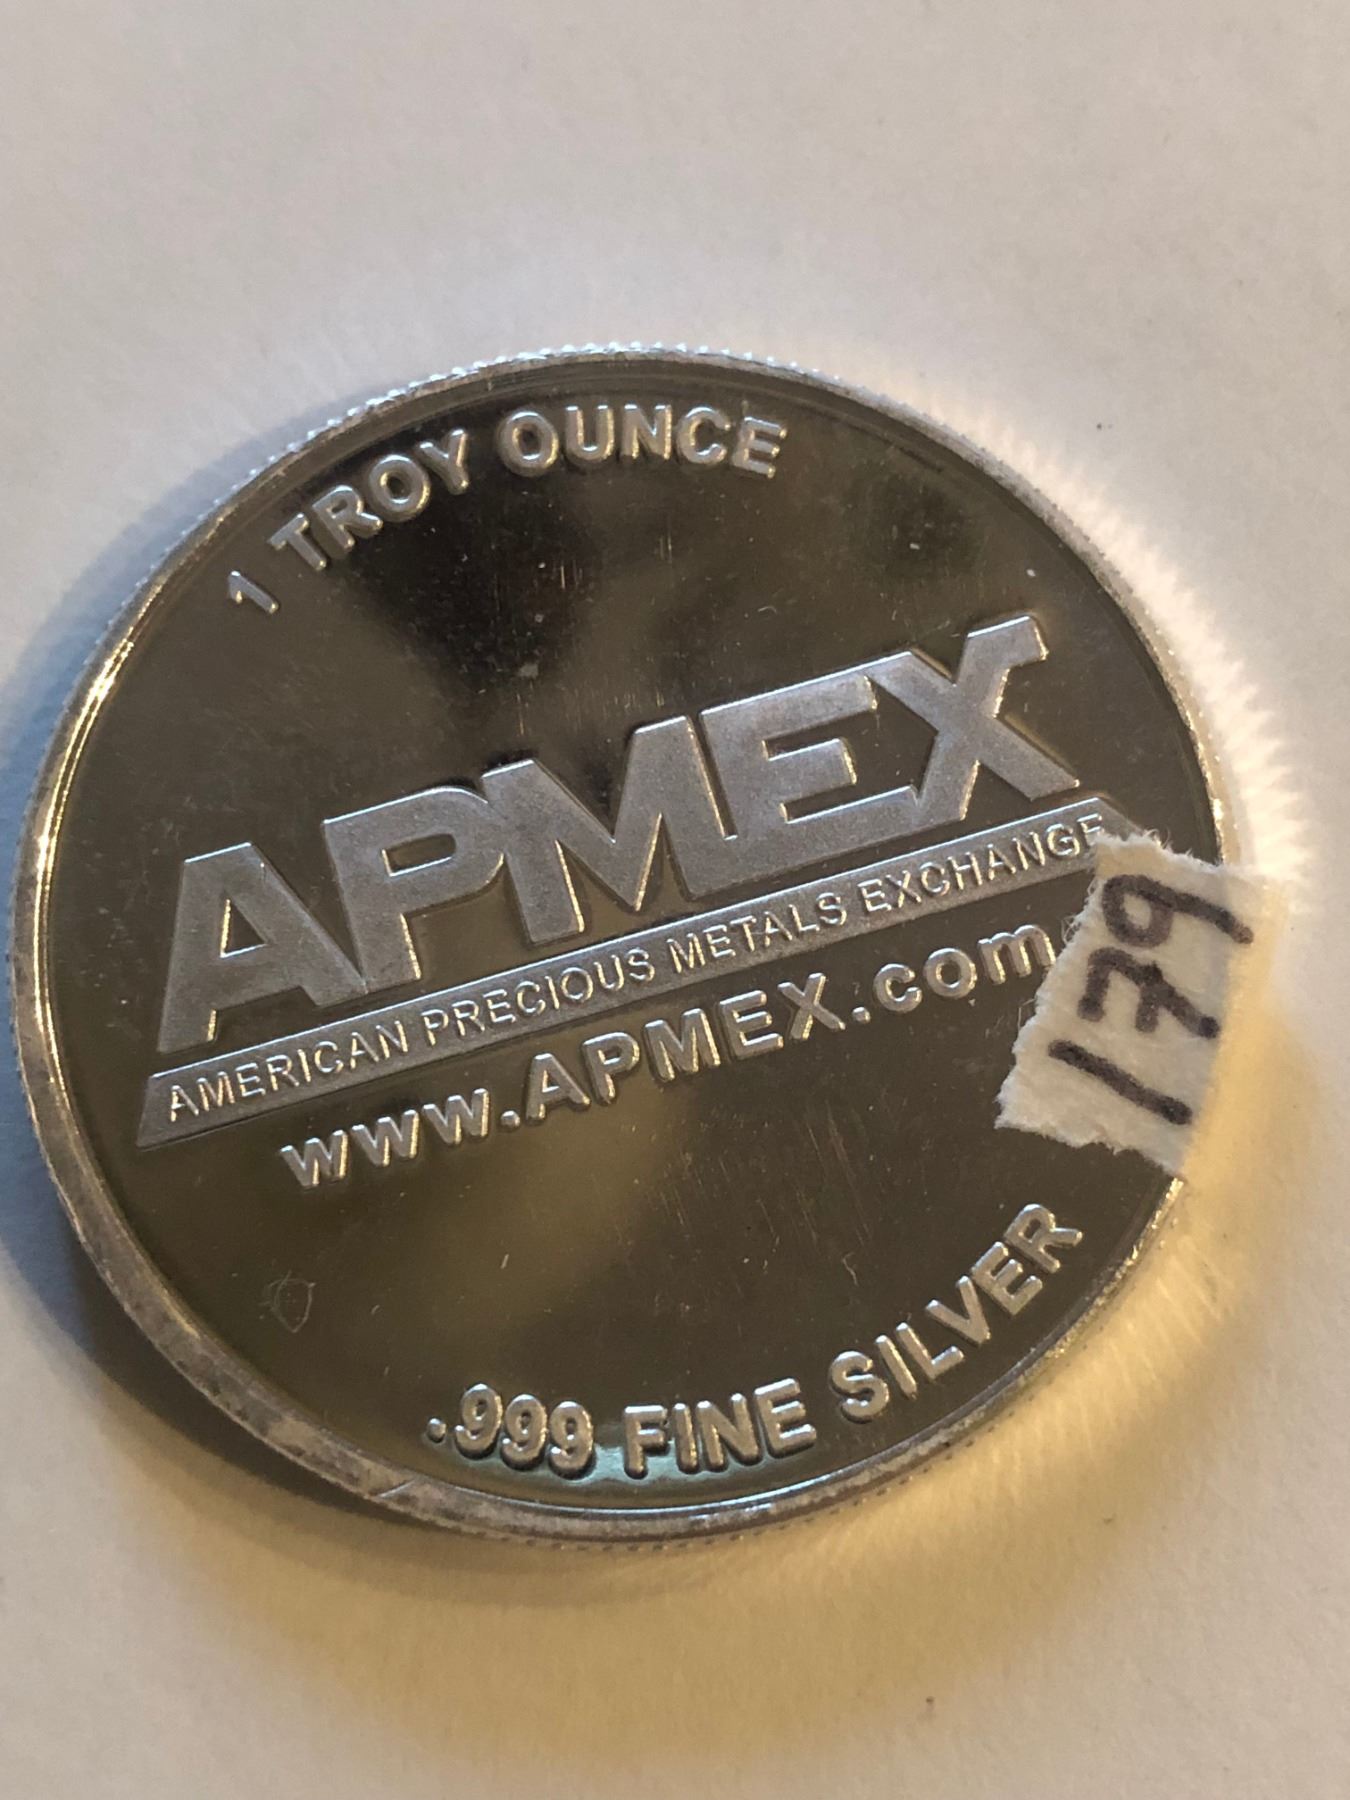 1 TROY OUNCE
APMEX
AMERICAN PRECIOUS METALS EXCHANGE
www.APMEX.com
179
.999 FINE SILVER